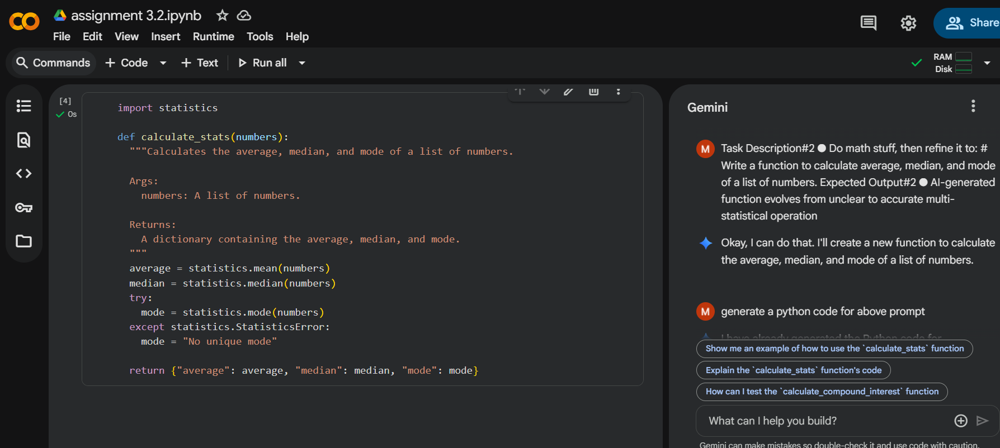 assignment 3.2.ipynb
File Edit View Insert Runtime Tools Help
Share
Commands + Code + Text Run all
RAM
Disk
[4]
0s
import statistics
def calculate_stats(numbers):
"""Calculates the average, median, and mode of a list of numbers.
Args:
numbers: A list of numbers.
Returns:
A dictionary containing the average, median, and mode.
"""
average = statistics.mean(numbers)
median = statistics.median(numbers)
try:
mode = statistics.mode(numbers)
except statistics.StatisticsError:
mode = "No unique mode"
return {"average": average, "median": median, "mode": mode}
Gemini
M
Task Description#2 ● Do math stuff, then refine it to: #
Write a function to calculate average, median, and mode
of a list of numbers. Expected Output#2 ● AI-generated
function evolves from unclear to accurate multi-
statistical operation
Okay, I can do that. I'll create a new function to calculate
the average, median, and mode of a list of numbers.
M
generate a python code for above prompt
I have already generated the Python code for
Show me an example of how to use the `calculate_stats` function
Explain the `calculate_stats` function's code
How can I test the `calculate_compound_interest` function
What can I help you build?
Gemini can make mistakes so double-check it and use code with caution.